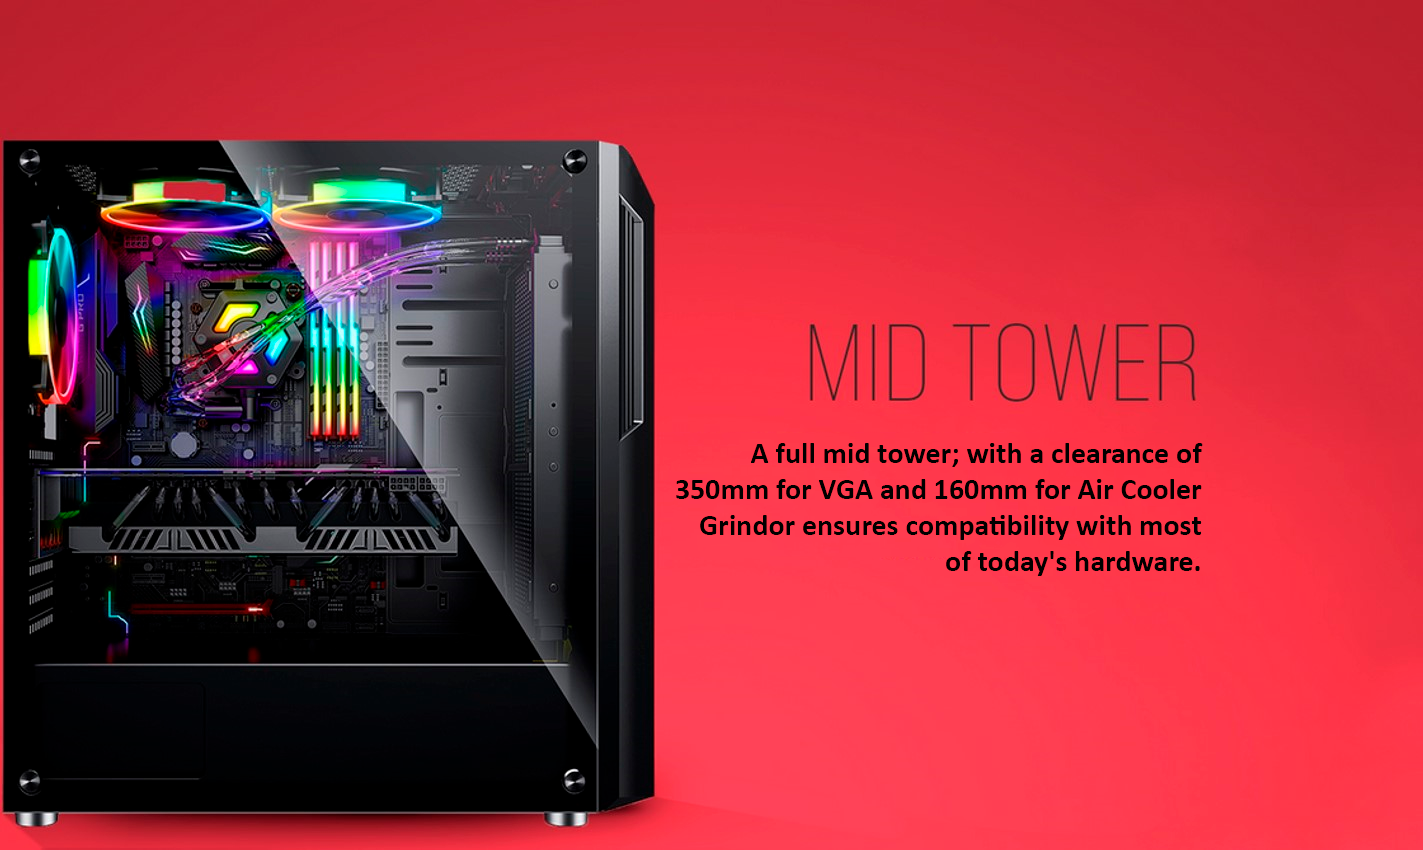 G PRO
MID TOWER
A full mid tower; with a clearance of
350mm for VGA and 160mm for Air Cooler
Grindor ensures compatibility with most
of today's hardware.